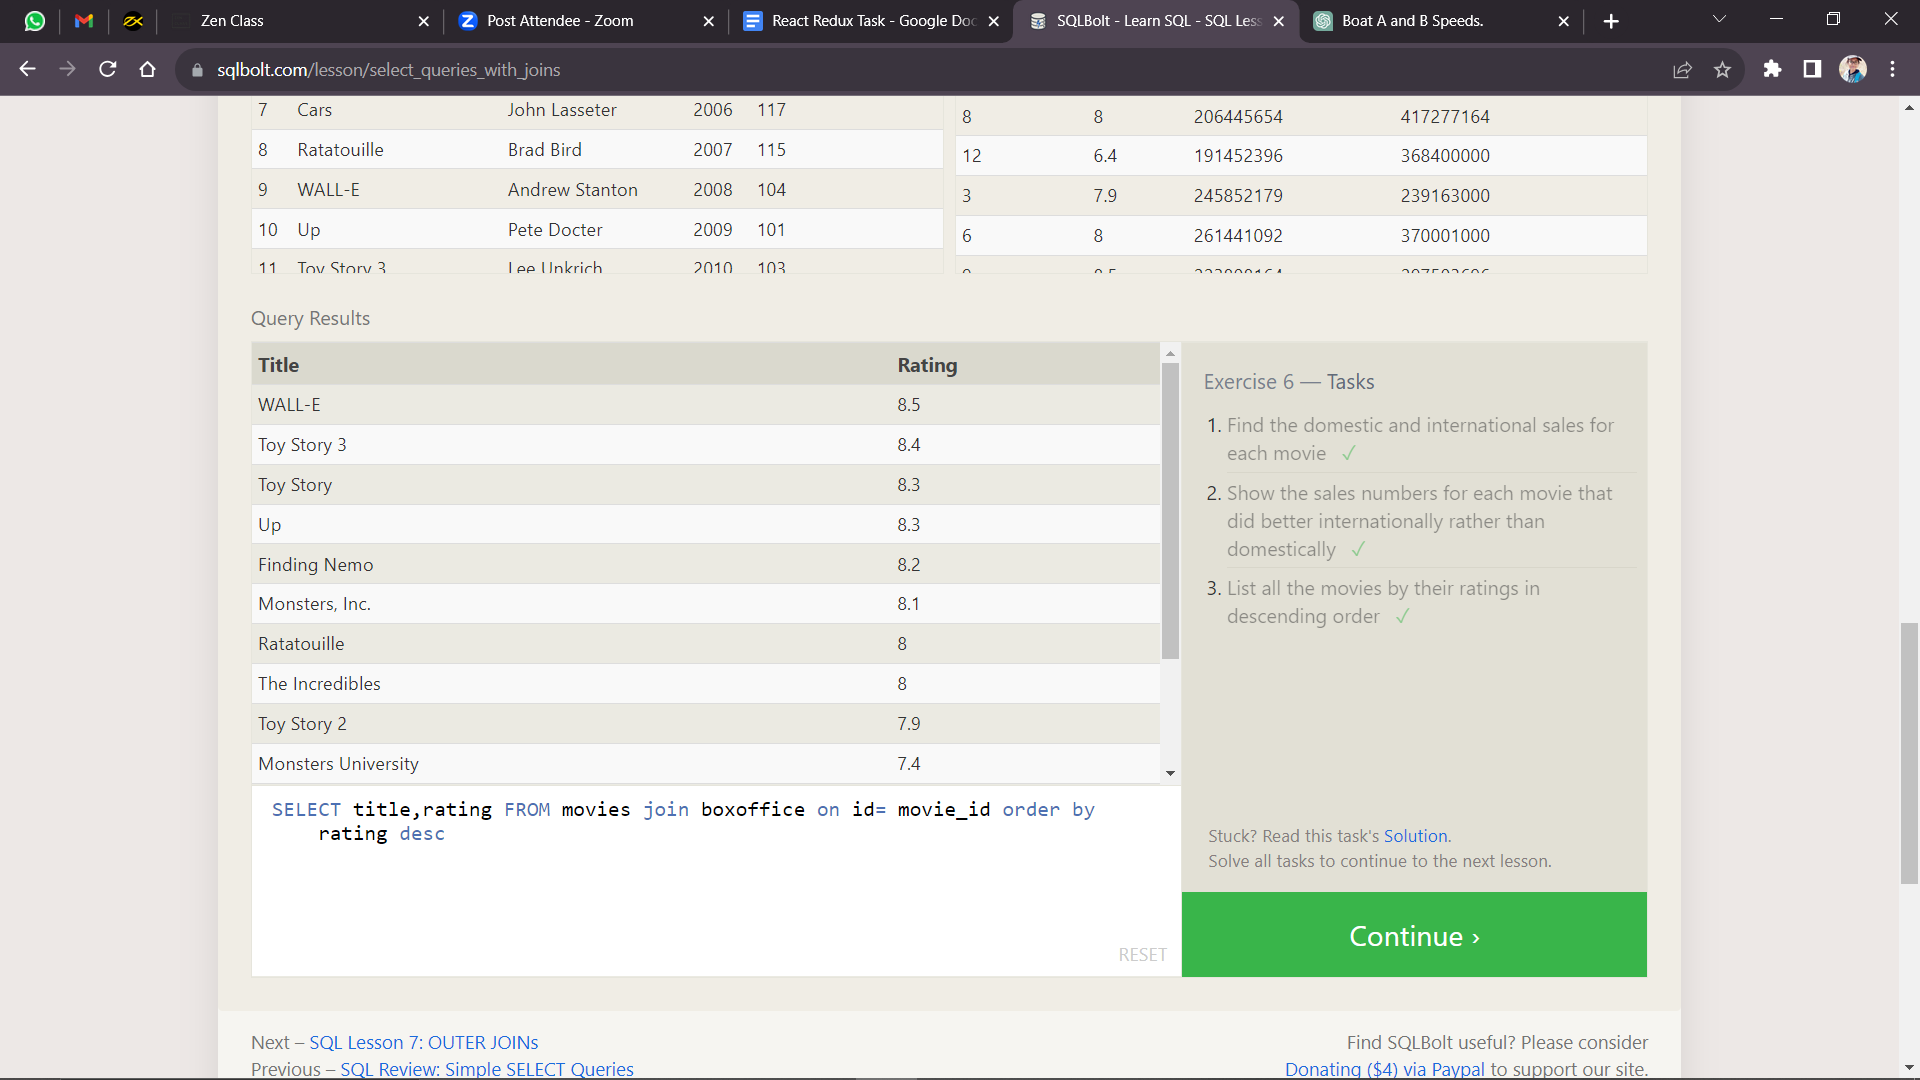 Zen Class
Post Attendee - Zoom
React Redux Task - Google Doc
SQLBolt - Learn SQL - SQL Less
Boat A and B Speeds.
sqlbolt.com/lesson/select_queries_with_joins
7 Cars John Lasseter 2006 117
8 Ratatouille Brad Bird 2007 115
9 WALL-E Andrew Stanton 2008 104
10 Up Pete Docter 2009 101
11 Toy Story 3 Lee Unkrich 2010 103
8 8 206445654 417277164
12 6.4 191452396 368400000
3 7.9 245852179 239163000
6 8 261441092 370001000
Query Results
Title Rating
WALL-E 8.5
Toy Story 3 8.4
Toy Story 8.3
Up 8.3
Finding Nemo 8.2
Monsters, Inc. 8.1
Ratatouille 8
The Incredibles 8
Toy Story 2 7.9
Monsters University 7.4
SELECT title,rating FROM movies join boxoffice on id= movie_id order by
rating desc
RESET
Exercise 6 — Tasks
1. Find the domestic and international sales for
each movie ✓
2. Show the sales numbers for each movie that
did better internationally rather than
domestically ✓
3. List all the movies by their ratings in
descending order ✓
Stuck? Read this task's Solution.
Solve all tasks to continue to the next lesson.
Continue ›
Next – SQL Lesson 7: OUTER JOINs
Previous – SQL Review: Simple SELECT Queries
Find SQLBolt useful? Please consider
Donating ($4) via Paypal to support our site.